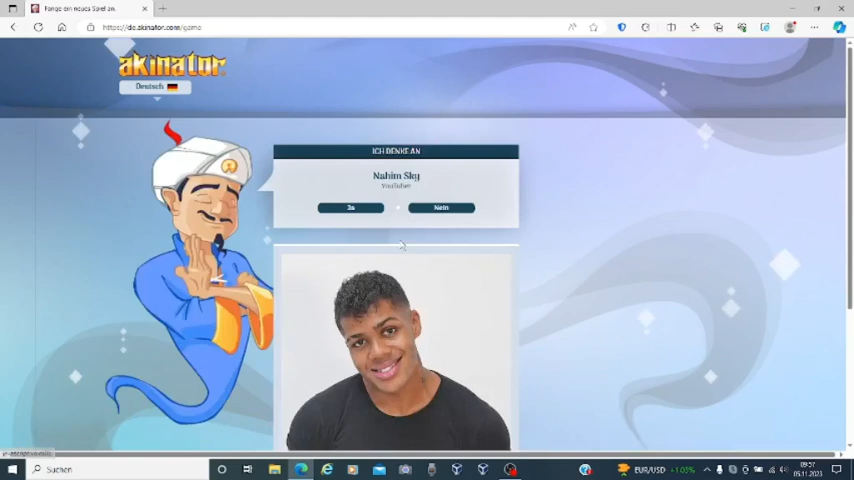 Fange ein neues Spiel an.
https://de.akinator.com/game
akinator
Deutsch
ICH DENKE AN
Nahim Sky
YouTuber
Ja
Nein
Suchen
EUR/USD +1.03%
09:57
05.11.2023